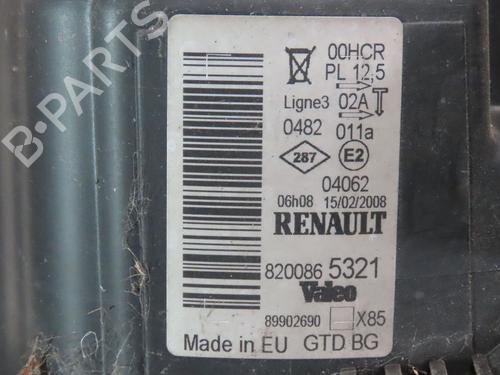 B-PARTS
00HCR
PL 12,5
Ligne3 02A
0482 011a
287 E2
04062
06h08 15/02/2008
RENAULT
820086 5321
Valeo
89902690 X85
Made in EU GTD BG